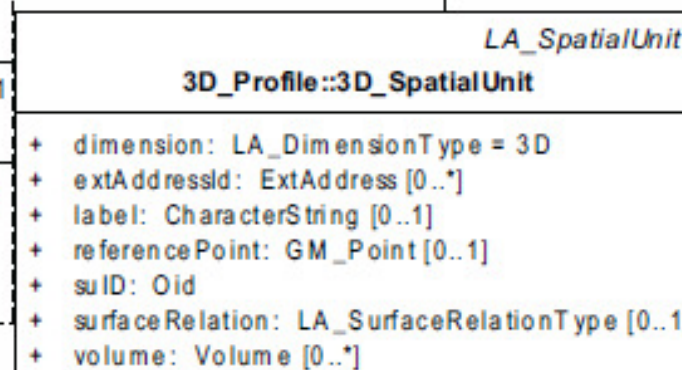 LA_SpatialUnit
1
3D_Profile::3D_SpatialUnit
+ dimension: LA_DimensionType = 3D
+ extAddressId: ExtAddress [0..*]
+ label: CharacterString [0..1]
+ referencePoint: GM_Point [0..1]
+ suID: Oid
+ surfaceRelation: LA_SurfaceRelationType [0..1
+ volume: Volume [0..*]